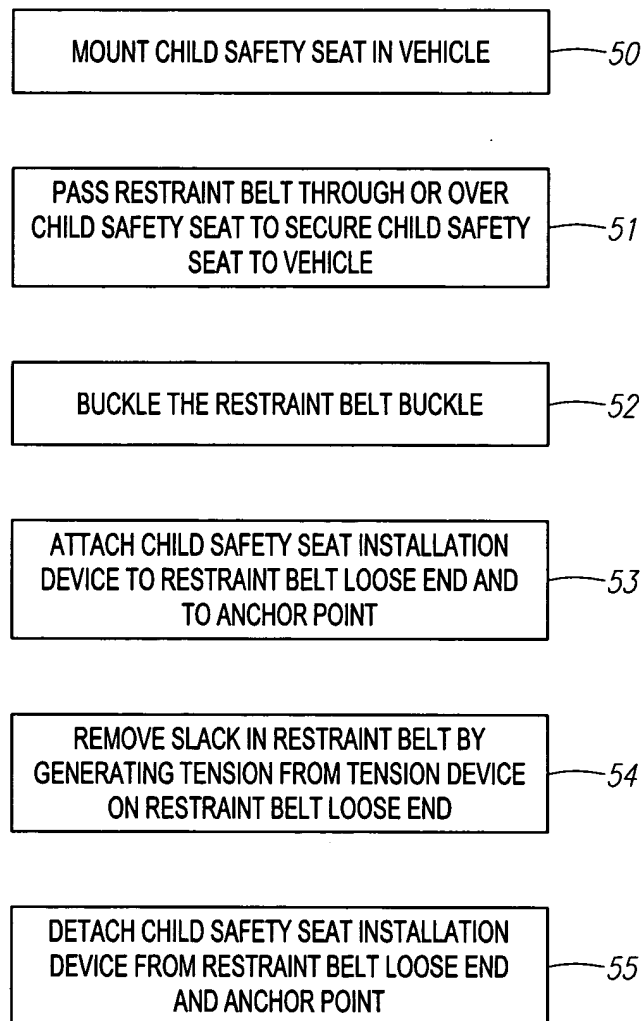 MOUNT CHILD SAFETY SEAT IN VEHICLE
50
PASS RESTRAINT BELT THROUGH OR OVER
CHILD SAFETY SEAT TO SECURE CHILD SAFETY
SEAT TO VEHICLE
51
BUCKLE THE RESTRAINT BELT BUCKLE
52
ATTACH CHILD SAFETY SEAT INSTALLATION
DEVICE TO RESTRAINT BELT LOOSE END AND
TO ANCHOR POINT
53
REMOVE SLACK IN RESTRAINT BELT BY
GENERATING TENSION FROM TENSION DEVICE
ON RESTRAINT BELT LOOSE END
54
DETACH CHILD SAFETY SEAT INSTALLATION
DEVICE FROM RESTRAINT BELT LOOSE END
AND ANCHOR POINT
55